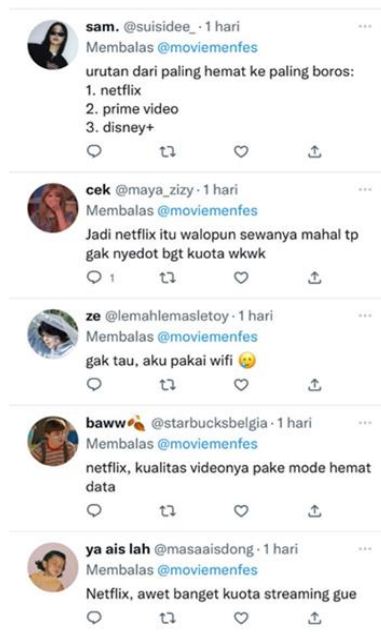 sam. @suisidee_ · 1 hari
Membalas @moviemenfes
urutan dari paling hemat ke paling boros:
1. netflix
2. prime video
3. disney+
cek @maya_zizy · 1 hari
Membalas @moviemenfes
Jadi netflix itu walopun sewanya mahal tp
gak nyedot bgt kuota wkwk
1
ze @lemahlemasletoy · 1 hari
Membalas @moviemenfes
gak tau, aku pakai wifi 🥲
baww🍂 @starbucksbelgia · 1 hari
Membalas @moviemenfes
netflix, kualitas videonya pake mode hemat
data
ya ais lah @masaaisdong · 1 hari
Membalas @moviemenfes
Netflix, awet banget kuota streaming gue